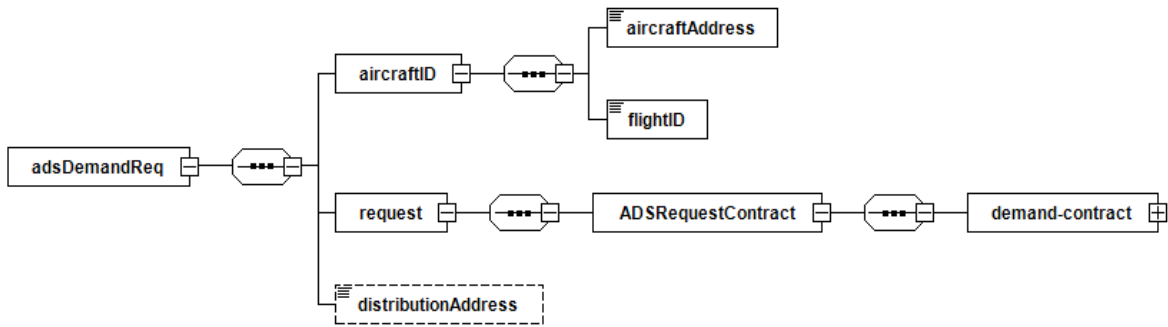 aircraftAddress
aircraftID
flightID
adsDemandReq
request
ADSRequestContract
demand-contract
distributionAddress